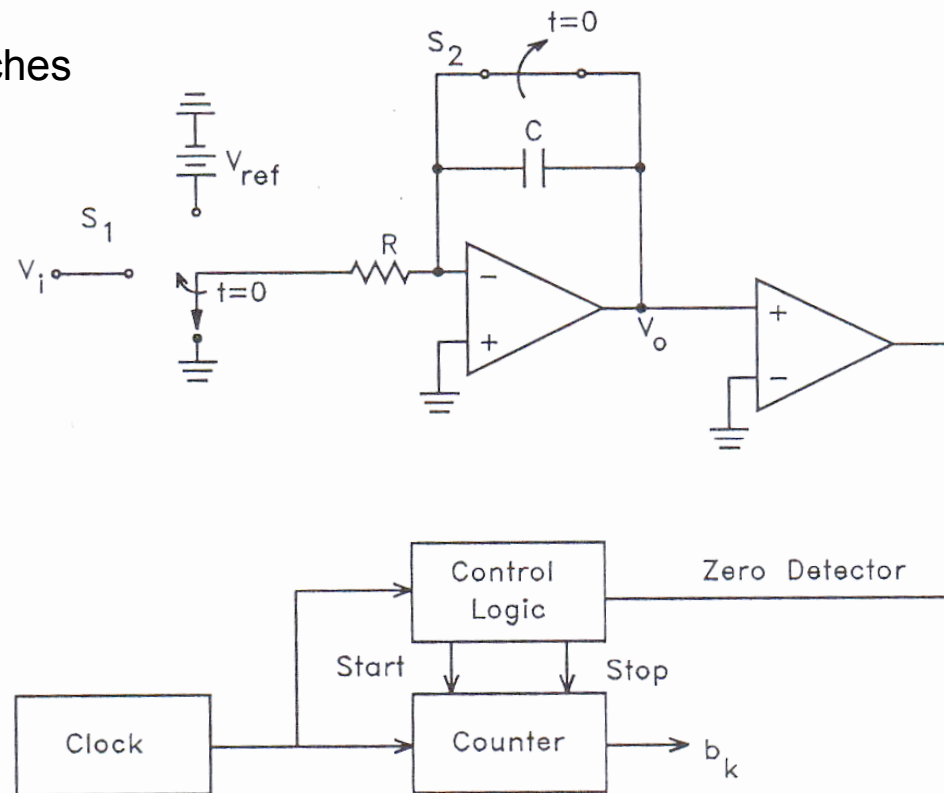 ches
t=0
S2
C
Vref
S1
R
Vi
t=0
−
+
Vo
+
−
Control
Logic
Zero Detector
Start
Stop
Clock
Counter
bk